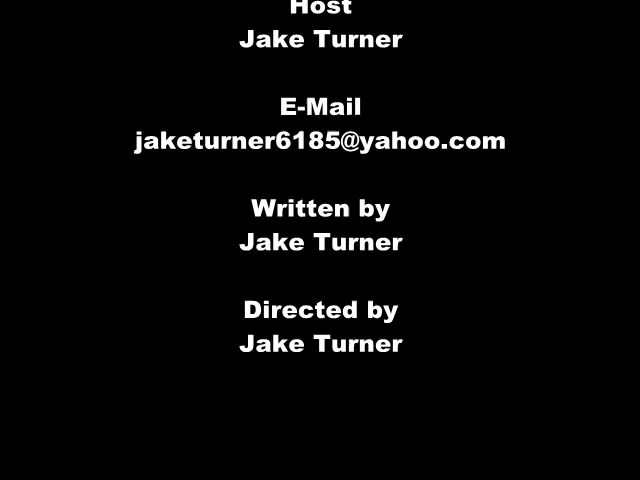 Host
Jake Turner
E-Mail
jaketurner6185@yahoo.com
Written by
Jake Turner
Directed by
Jake Turner